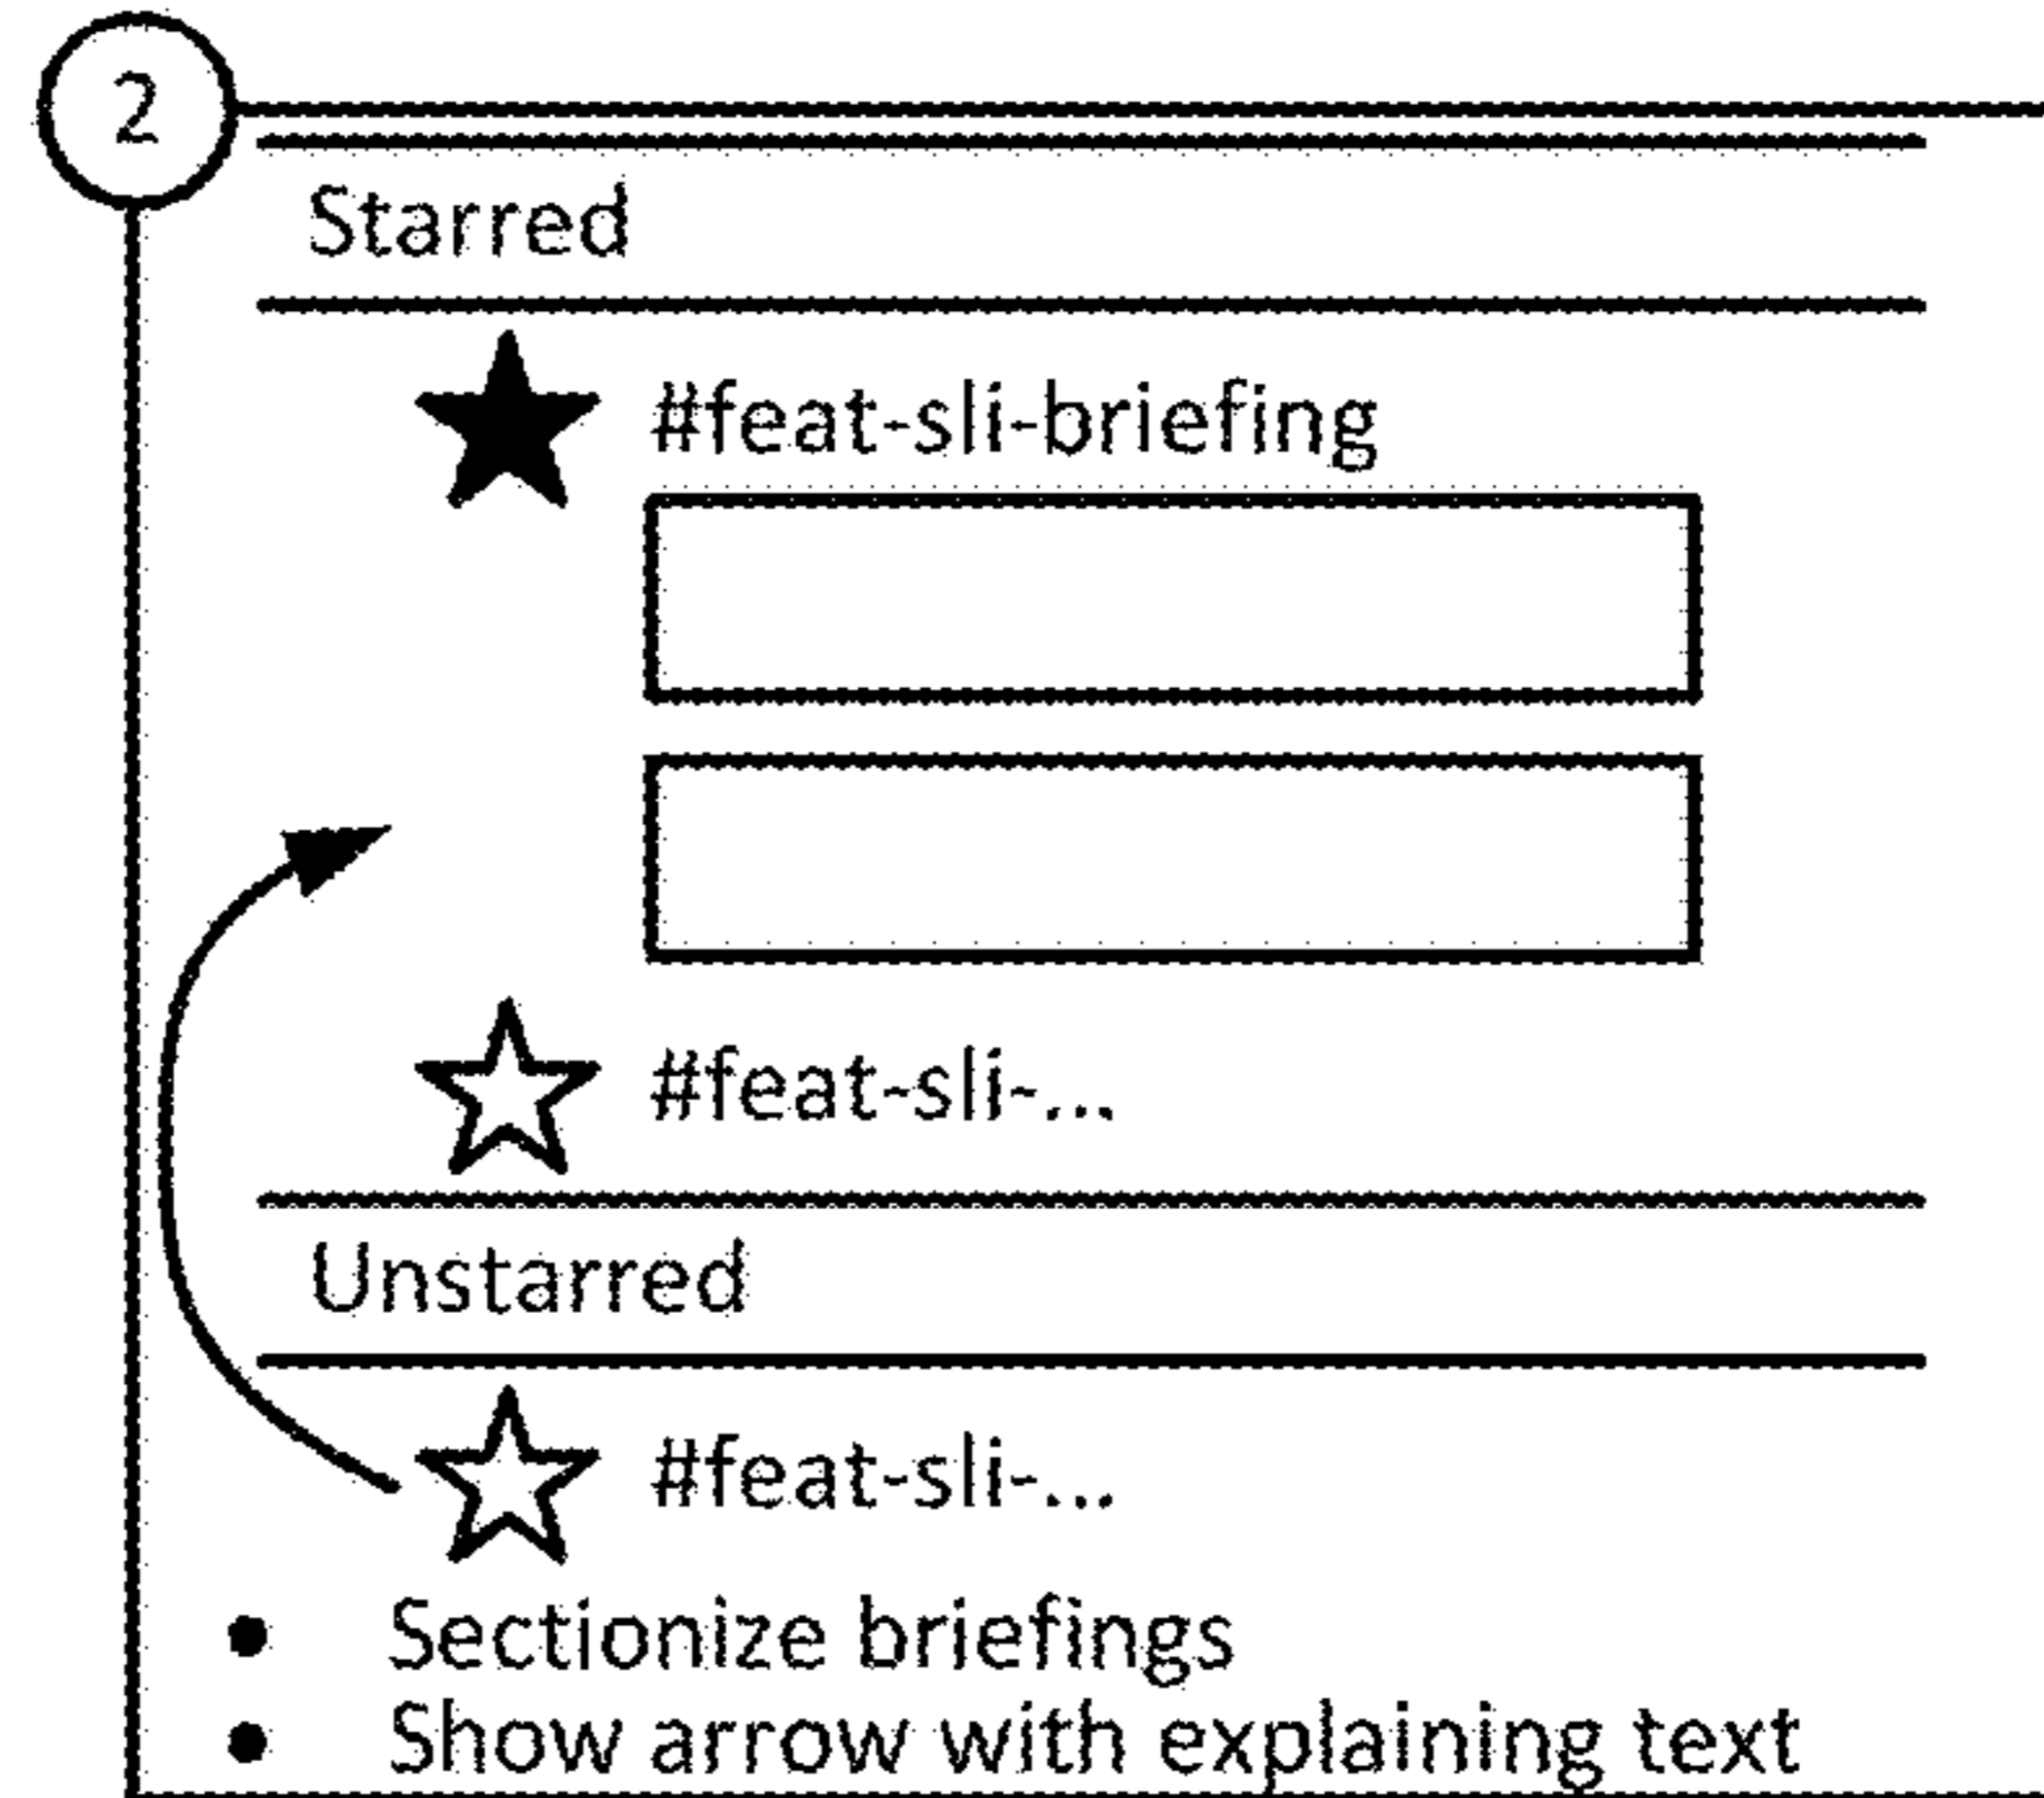 2
Starred
#feat-sli-briefing
#feat-sli-...
Unstarred
#feat-sli-...
• Sectionize briefings
• Show arrow with explaining text